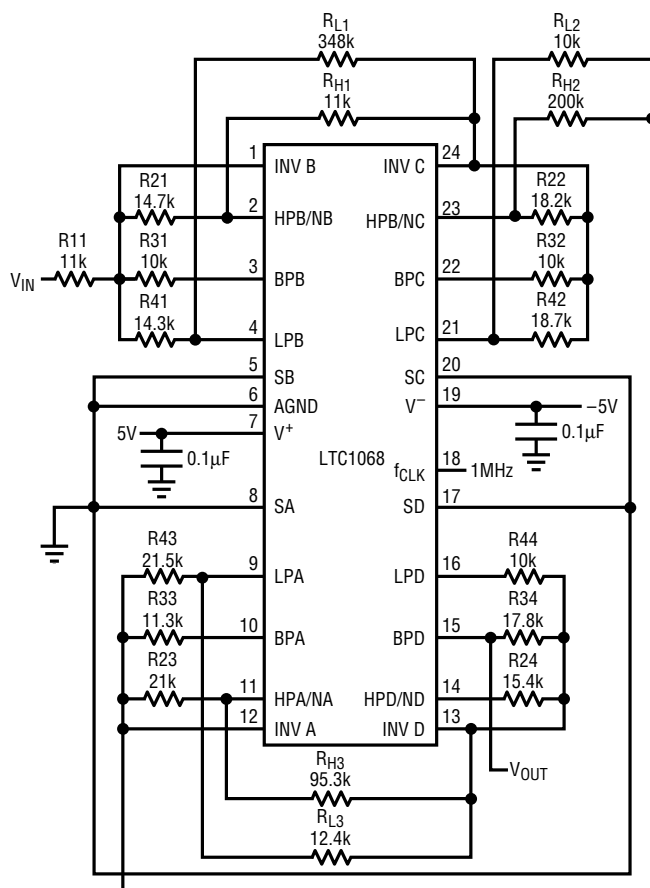 RL1
348k
RL2
10k
RH1
11k
RH2
200k
1
INV B
INV C
24
R21
14.7k
2
HPB/NB
HPB/NC
23
R22
18.2k
R11
11k
VIN
R31
10k
3
BPB
BPC
22
R32
10k
R41
14.3k
4
LPB
LPC
21
R42
18.7k
5
SB
SC
20
6
AGND
V−
19
−5V
5V
7
V+
0.1µF
0.1µF
LTC1068
fCLK
18
1MHz
8
SA
SD
17
R43
21.5k
9
LPA
LPD
16
R44
10k
R33
11.3k
10
BPA
BPD
15
R34
17.8k
R23
21k
11
HPA/NA
HPD/ND
14
R24
15.4k
12
INV A
INV D
13
VOUT
RH3
95.3k
RL3
12.4k